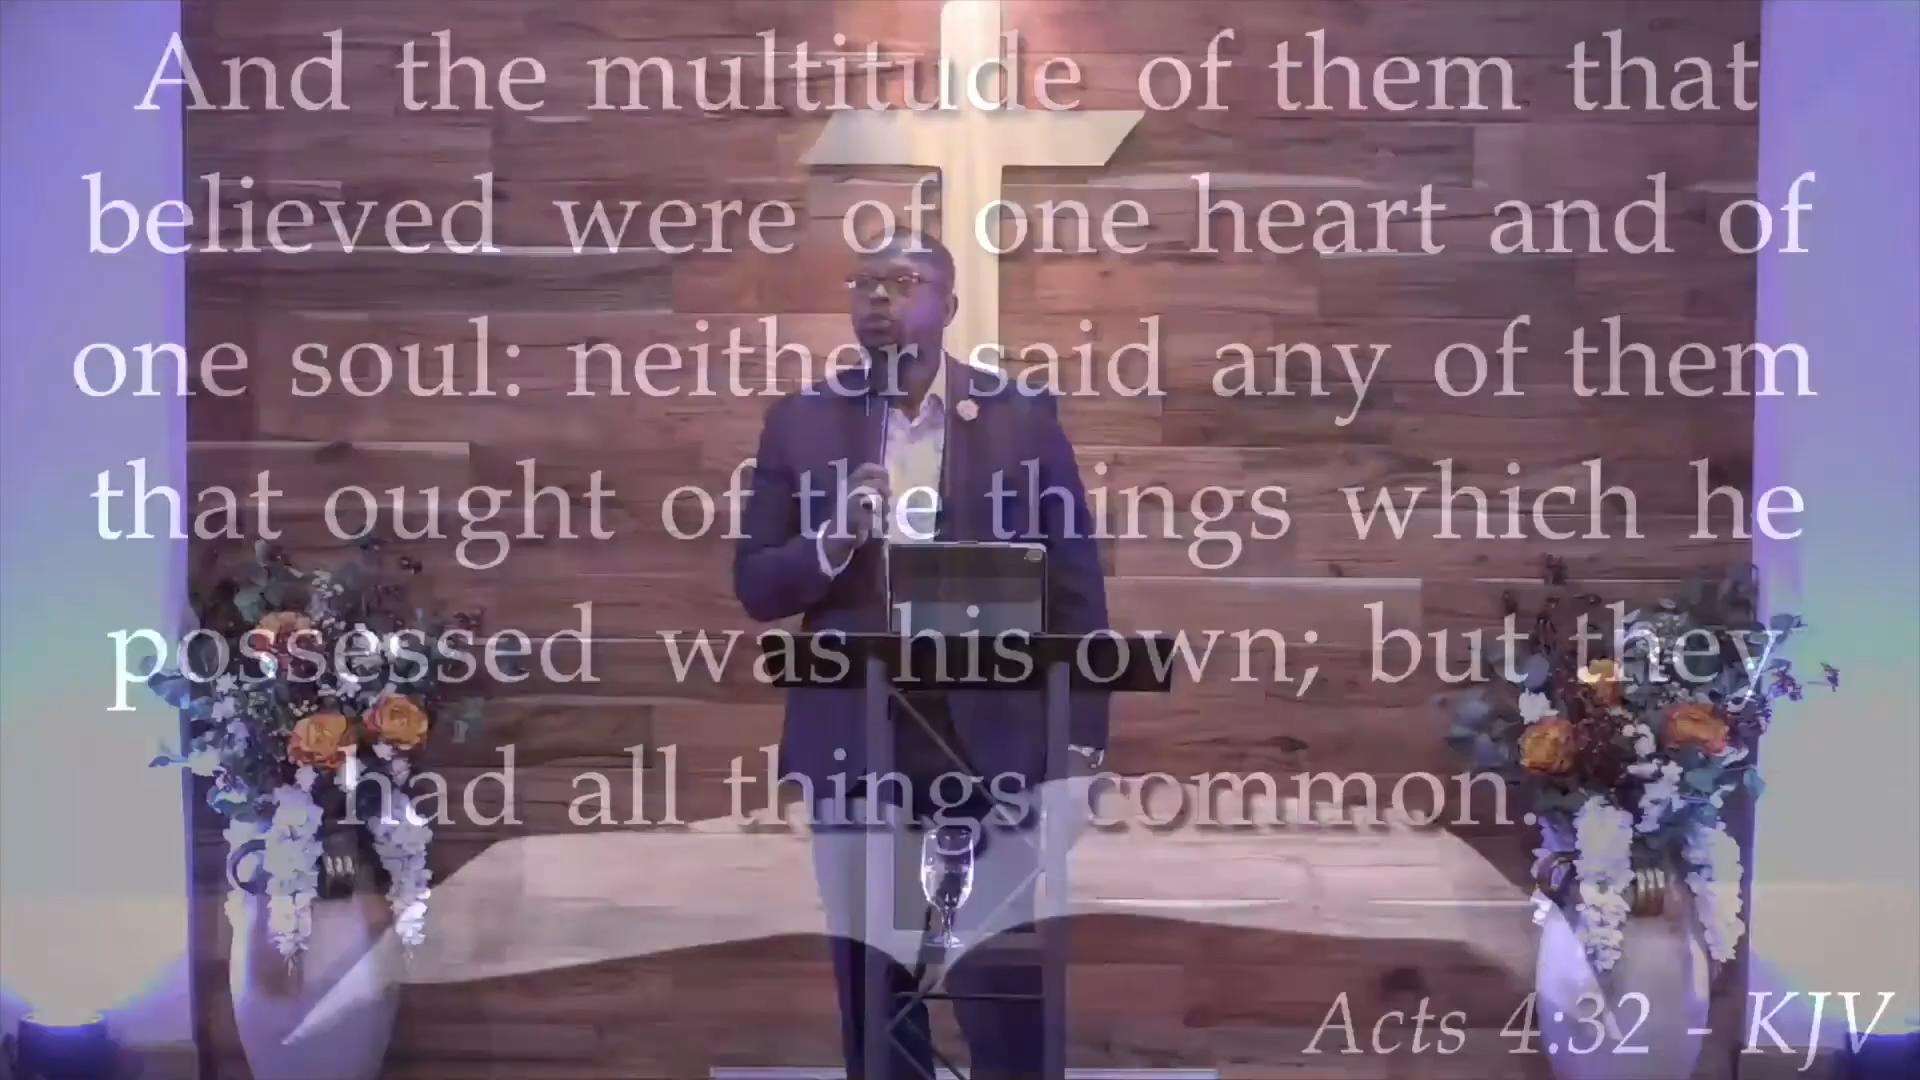 And the multitude of them that
believed were of one heart and of
one soul: neither said any of them
that ought of the things which he
possessed was his own; but they
had all things common.
Acts 4:32 - KJV